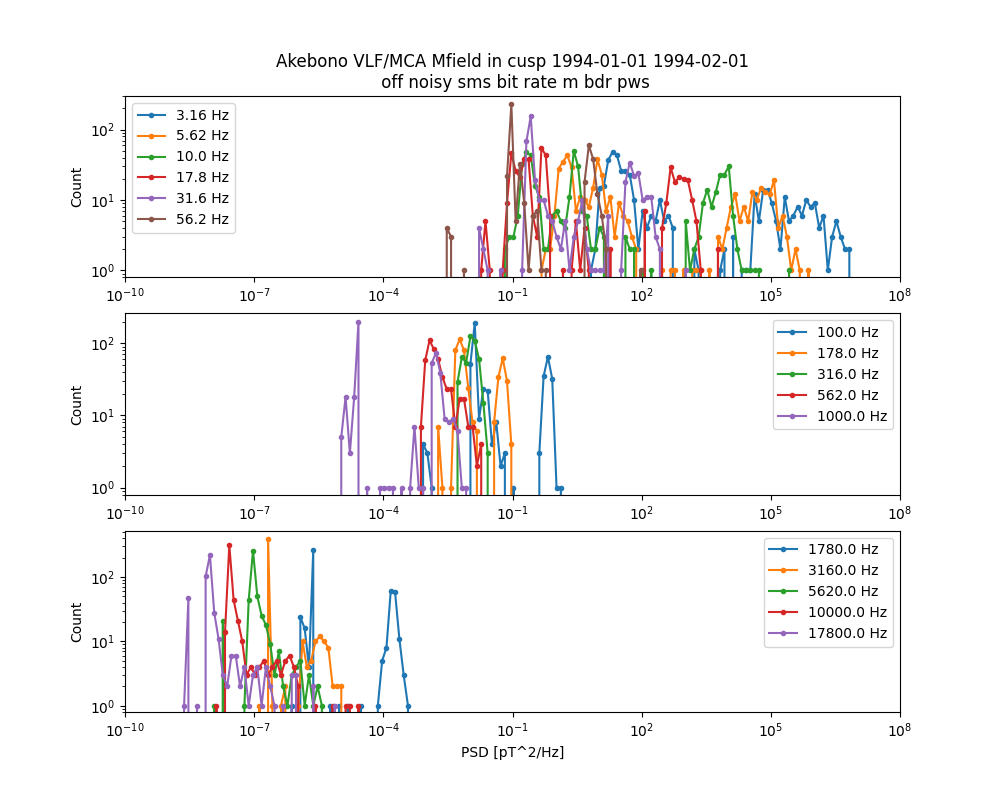 Akebono VLF/MCA Mfield in cusp 1994-01-01 1994-02-01
off noisy sms bit rate m bdr pws
Count
10^2
10^1
10^0
3.16 Hz
5.62 Hz
10.0 Hz
17.8 Hz
31.6 Hz
56.2 Hz
10^-10 10^-7 10^-4 10^-1 10^2 10^5 10^8
Count
10^2
10^1
10^0
100.0 Hz
178.0 Hz
316.0 Hz
562.0 Hz
1000.0 Hz
10^-10 10^-7 10^-4 10^-1 10^2 10^5 10^8
Count
10^2
10^1
10^0
1780.0 Hz
3160.0 Hz
5620.0 Hz
10000.0 Hz
17800.0 Hz
10^-10 10^-7 10^-4 10^-1 10^2 10^5 10^8
PSD [pT^2/Hz]